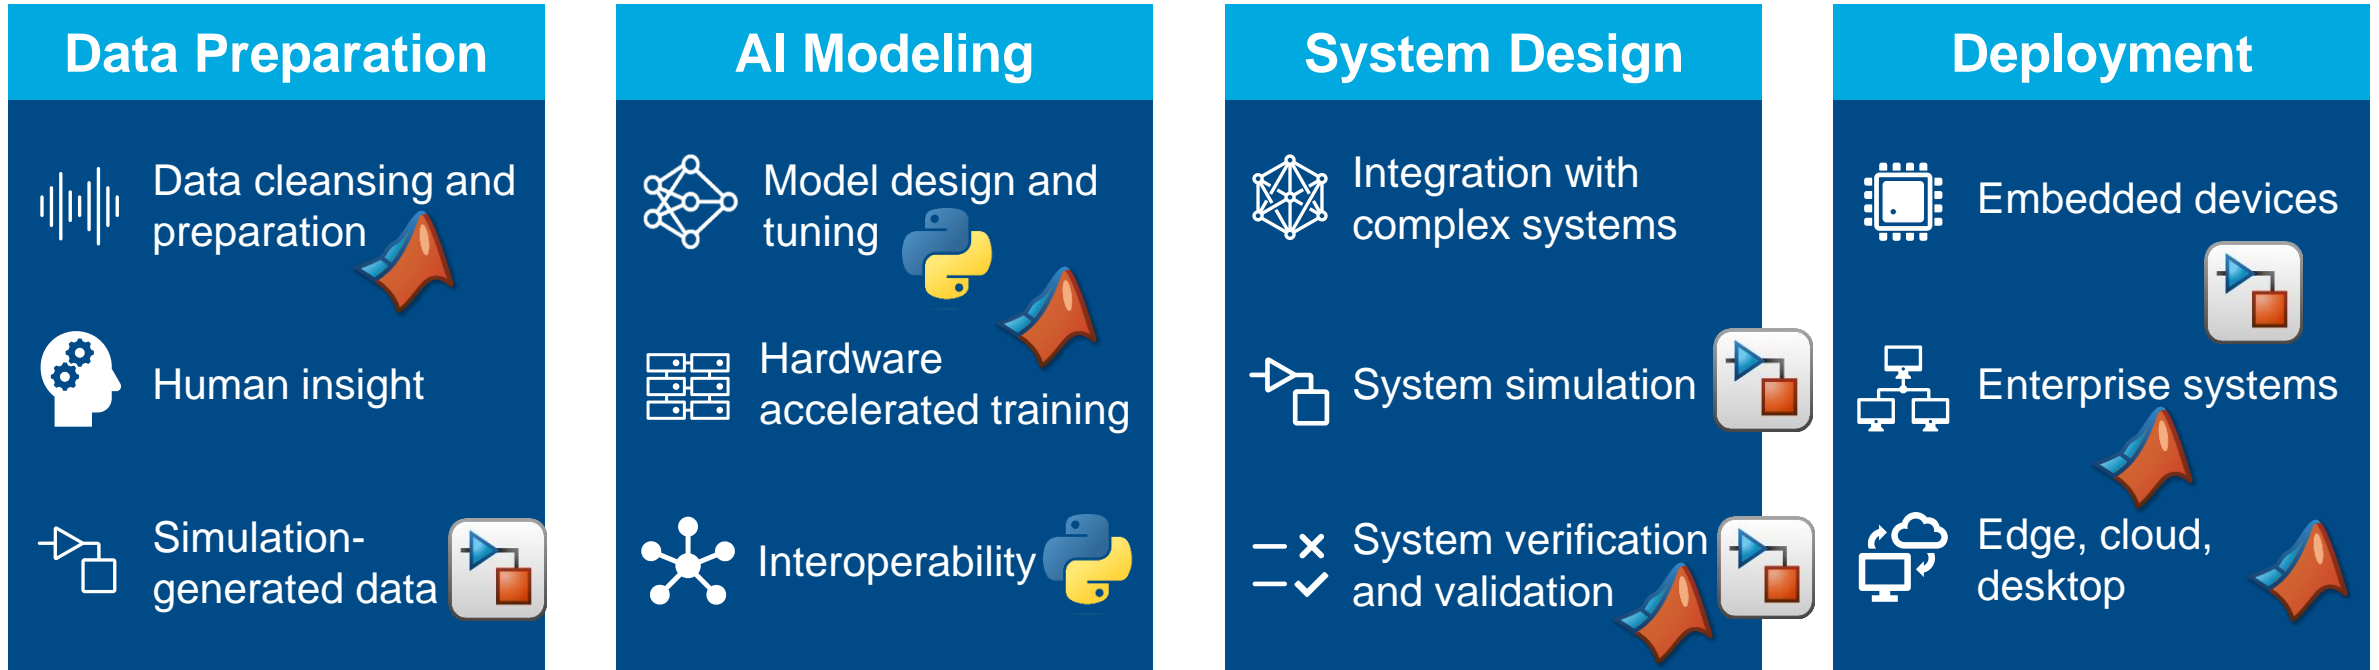 Data Preparation
Data cleansing and
preparation
Human insight
Simulation-
generated data
AI Modeling
Model design and
tuning
Hardware
accelerated training
Interoperability
System Design
Integration with
complex systems
System simulation
System verification
and validation
Deployment
Embedded devices
Enterprise systems
Edge, cloud,
desktop